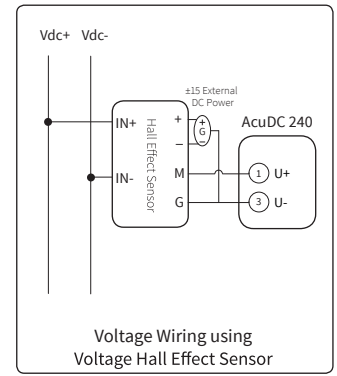 Vdc+ Vdc-
±15 External
DC Power
AcuDC 240
IN+
Hall Effect Sensor
+
+
G
−
−
IN-
M
1 U+
G
3 U-
Voltage Wiring using
Voltage Hall Effect Sensor